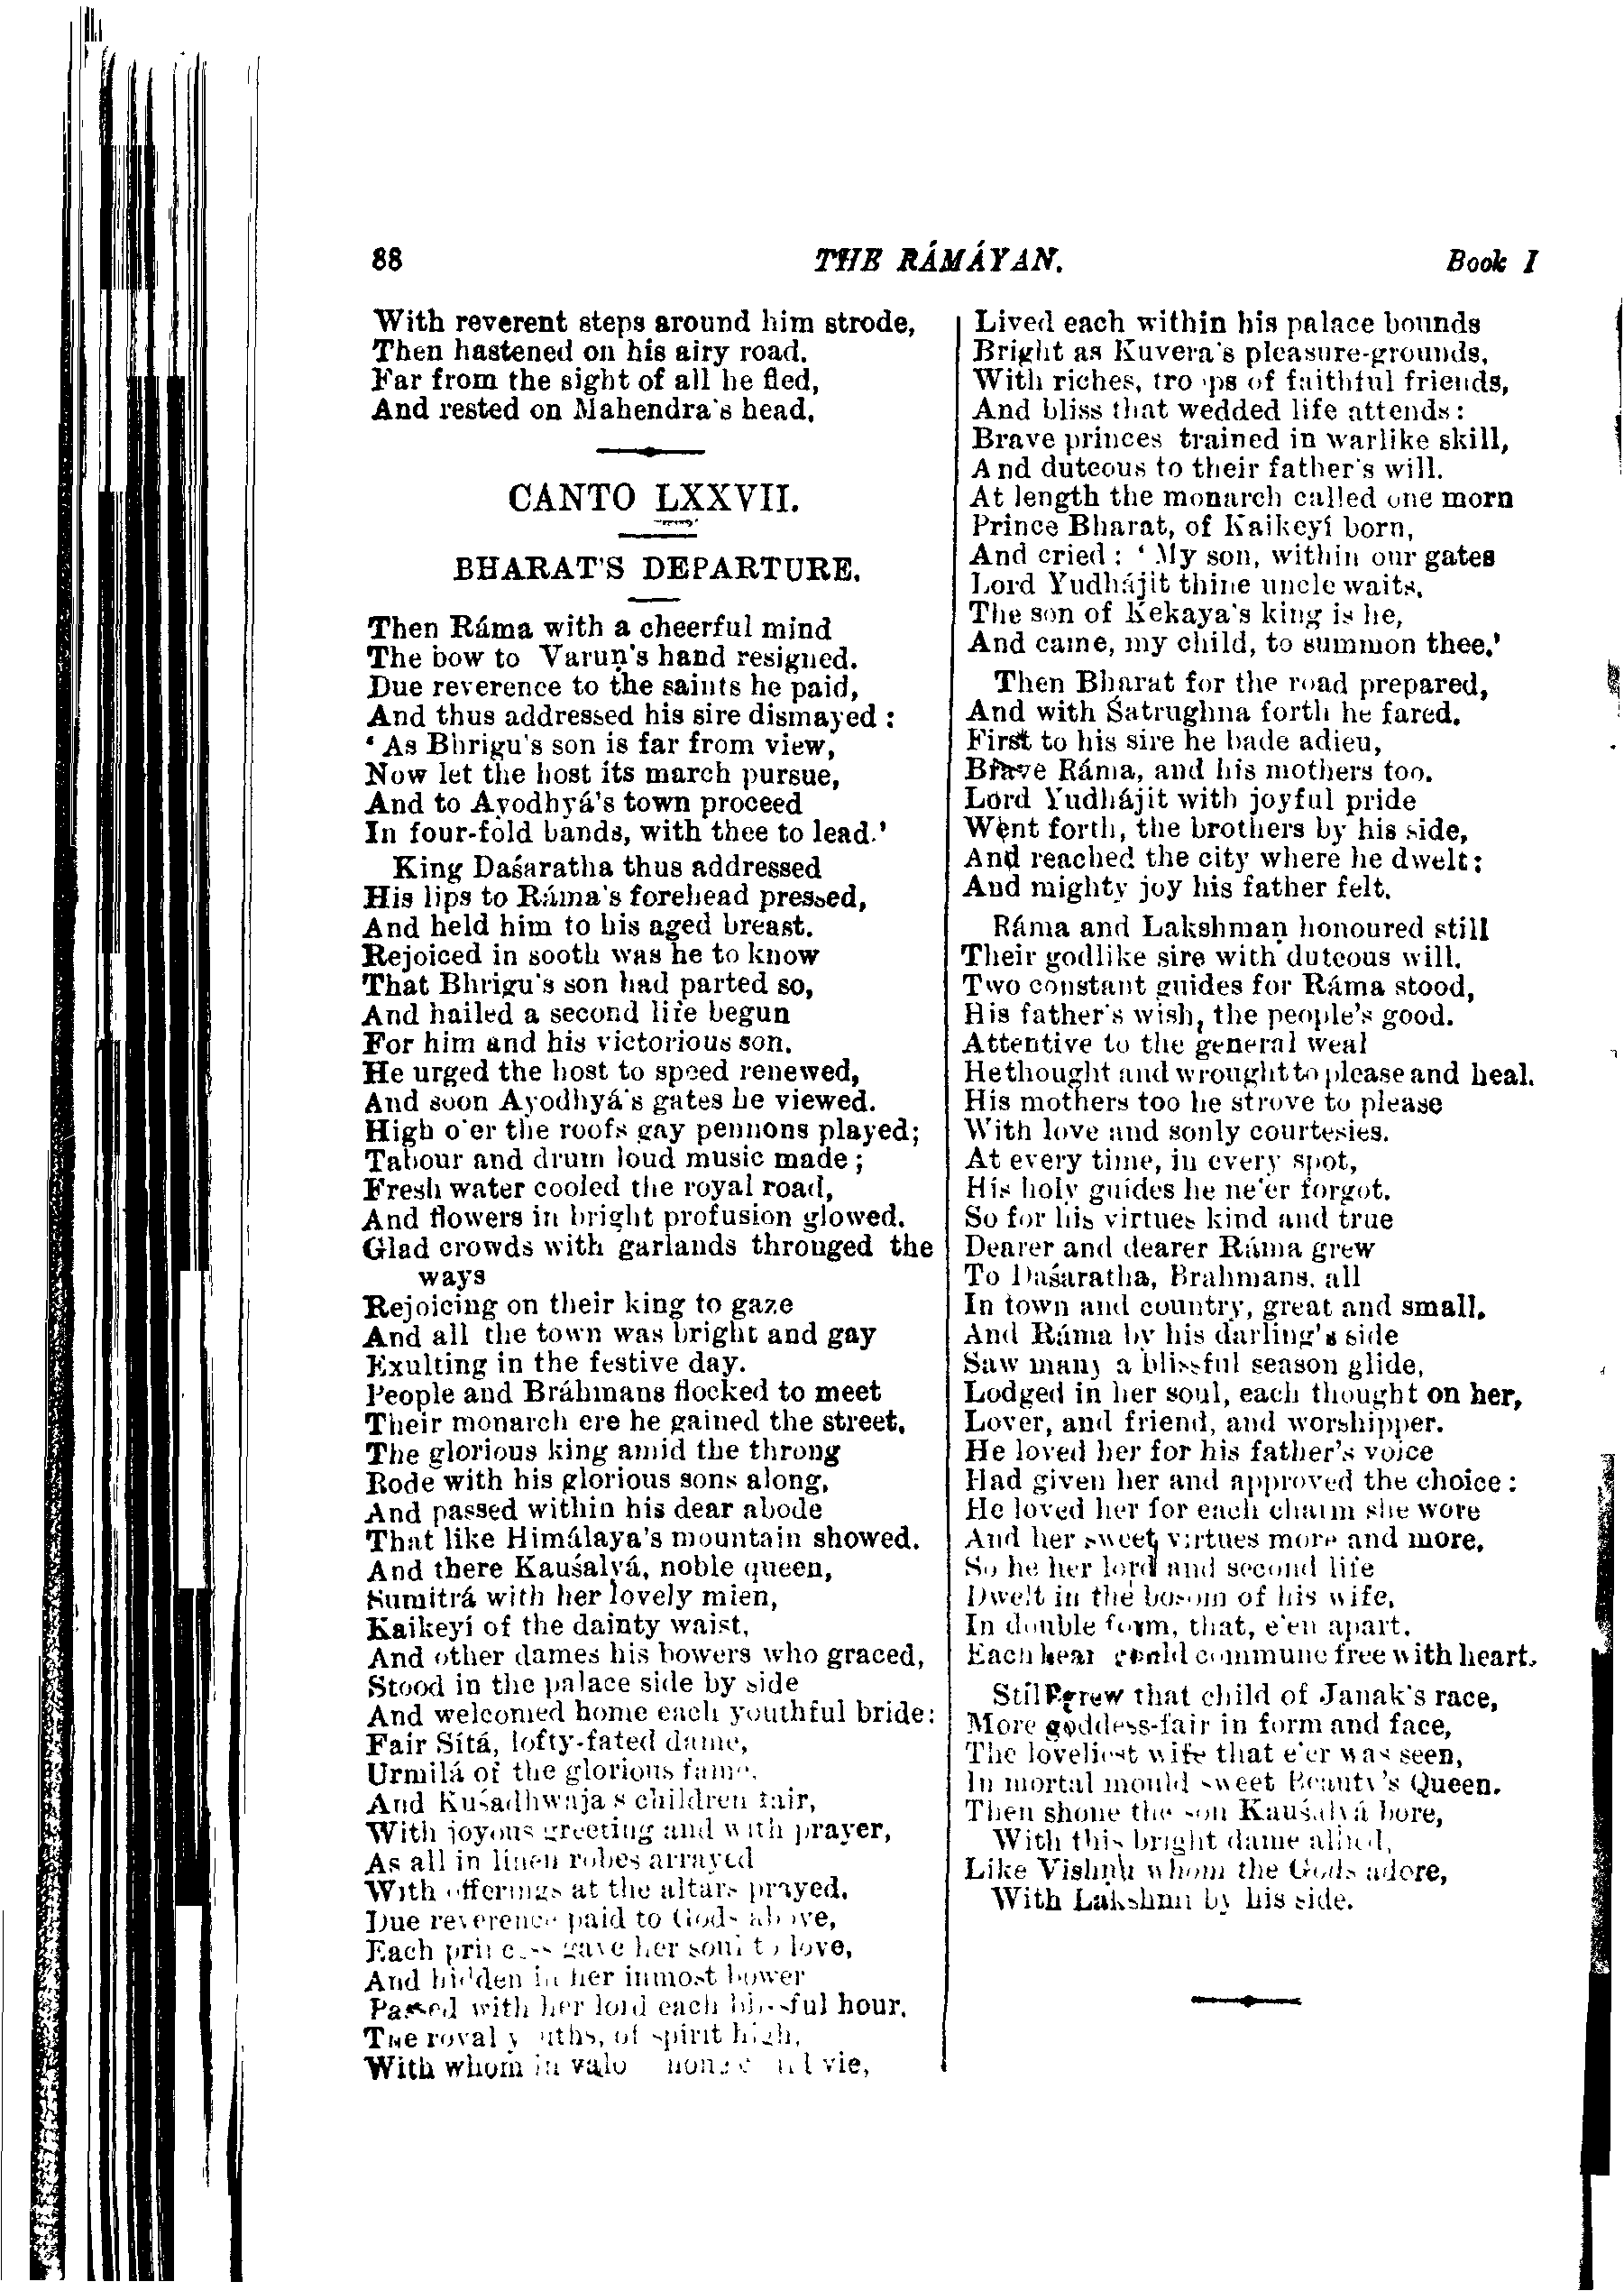 88
THE RÁMÁYAN.
Book I
With reverent steps around him strode,
Then hastened on his airy road.
Far from the sight of all he fled,
And rested on Mahendra's head.
CANTO LXXVII.
BHARAT'S DEPARTURE.
Then Ráma with a cheerful mind
The bow to Varuṇ's hand resigned.
Due reverence to the saints he paid,
And thus addressed his sire dismayed:
'As Bhrigu's son is far from view,
Now let the host its march pursue,
And to Ayodhyá's town proceed
In four-fold bands, with thee to lead.'
King Daśaratha thus addressed
His lips to Ráma's forehead pressed,
And held him to his aged breast.
Rejoiced in sooth was he to know
That Bhrigu's son had parted so,
And hailed a second life begun
For him and his victorious son.
He urged the host to speed renewed,
And soon Ayodhyá's gates he viewed.
High o'er the roofs gay pennons played;
Tabour and drum loud music made;
Fresh water cooled the royal road,
And flowers in bright profusion glowed.
Glad crowds with garlands thronged the
ways
Rejoicing on their king to gaze
And all the town was bright and gay
Exulting in the festive day.
People and Bráhmans flocked to meet
Their monarch ere he gained the street.
The glorious king amid the throng
Rode with his glorious sons along,
And passed within his dear abode
That like Himálaya's mountain showed.
And there Kauśalyá, noble queen,
Sumitrá with her lovely mien,
Kaikeyí of the dainty waist,
And other dames his bowers who graced,
Stood in the palace side by side
And welcomed home each youthful bride:
Fair Sítá, lofty-fated dame,
Urmilá of the glorious fame,
And Kuśadhwaja's children fair,
With joyous greeting and with prayer,
As all in linen robes arrayed
With offerings at the altars prayed.
Due reverence paid to Gods above,
Each princess gave her soul to love,
And hidden in her inmost bower
Passed with her lord each blissful hour.
The royal youths, of spirit high,
With whom in valo none vie,
Lived each within his palace bounds
Bright as Kuvera's pleasure-grounds,
With riches, troops of faithful friends,
And bliss that wedded life attends:
Brave princes trained in warlike skill,
And duteous to their father's will.
At length the monarch called one morn
Prince Bharat, of Kaikeyí born,
And cried: 'My son, within our gates
Lord Yudhájit thine uncle waits.
The son of Kekaya's king is he,
And came, my child, to summon thee.'
Then Bharat for the road prepared,
And with Śatrughna forth he fared.
First to his sire he bade adieu,
Brave Ráma, and his mothers too.
Lord Yudhájit with joyful pride
Went forth, the brothers by his side,
And reached the city where he dwelt:
And mighty joy his father felt.
Ráma and Lakshmaṇ honoured still
Their godlike sire with duteous will.
Two constant guides for Ráma stood,
His father's wish, the people's good.
Attentive to the general weal
He thought and wrought to please and heal.
His mothers too he strove to please
With love and sonly courtesies.
At every time, in every spot,
His holy guides he ne'er forgot.
So for his virtues kind and true
Dearer and dearer Ráma grew
To Daśaratha, Brahmans, all
In town and country, great and small.
And Ráma by his darling's side
Saw many a blissful season glide,
Lodged in her soul, each thought on her,
Lover, and friend, and worshipper.
He loved her for his father's voice
Had given her and approved the choice:
He loved her for each charm she wore
And her sweet virtues more and more.
So he her lord and second life
Dwelt in the bosom of his wife,
In double form, that, e'en apart,
Each heart could commune free with heart.
Still grew that child of Janak's race,
More goddess-fair in form and face,
The loveliest wife that e'er was seen,
In mortal mould sweet Beauty's Queen.
Then shone the son Kauśalyá bore,
With this bright dame allied,
Like Vishṇu whom the Gods adore,
With Lakshmi by his side.